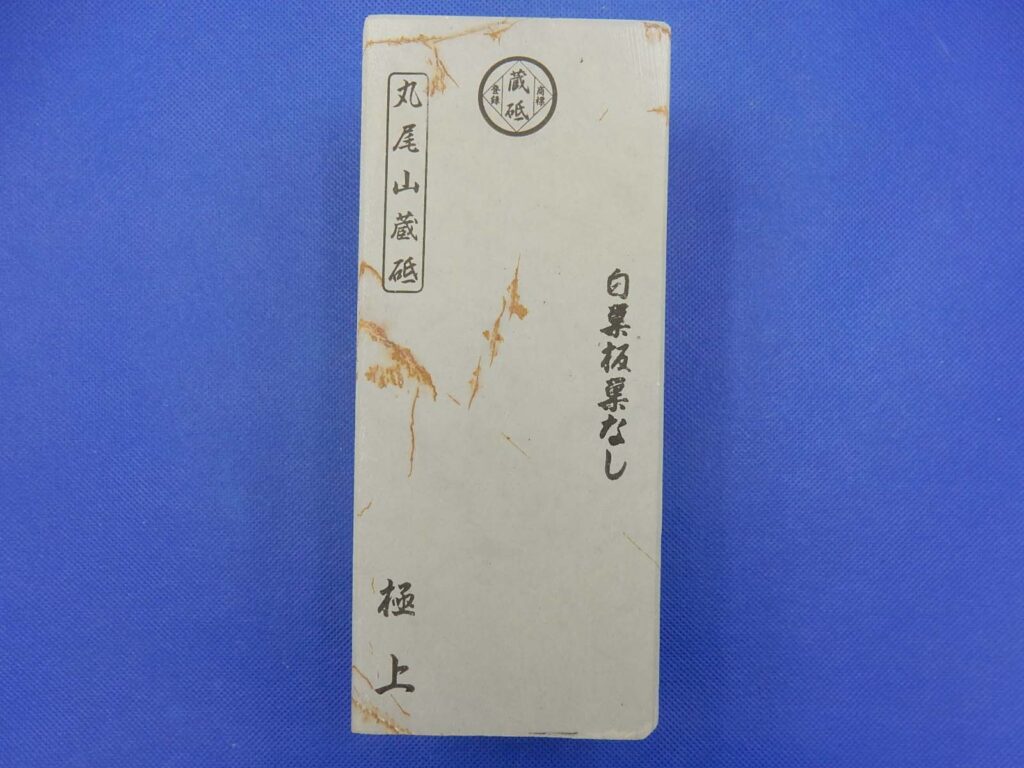 蔵砥
登録
商標
丸尾山蔵砥
白巣板巣なし
極上